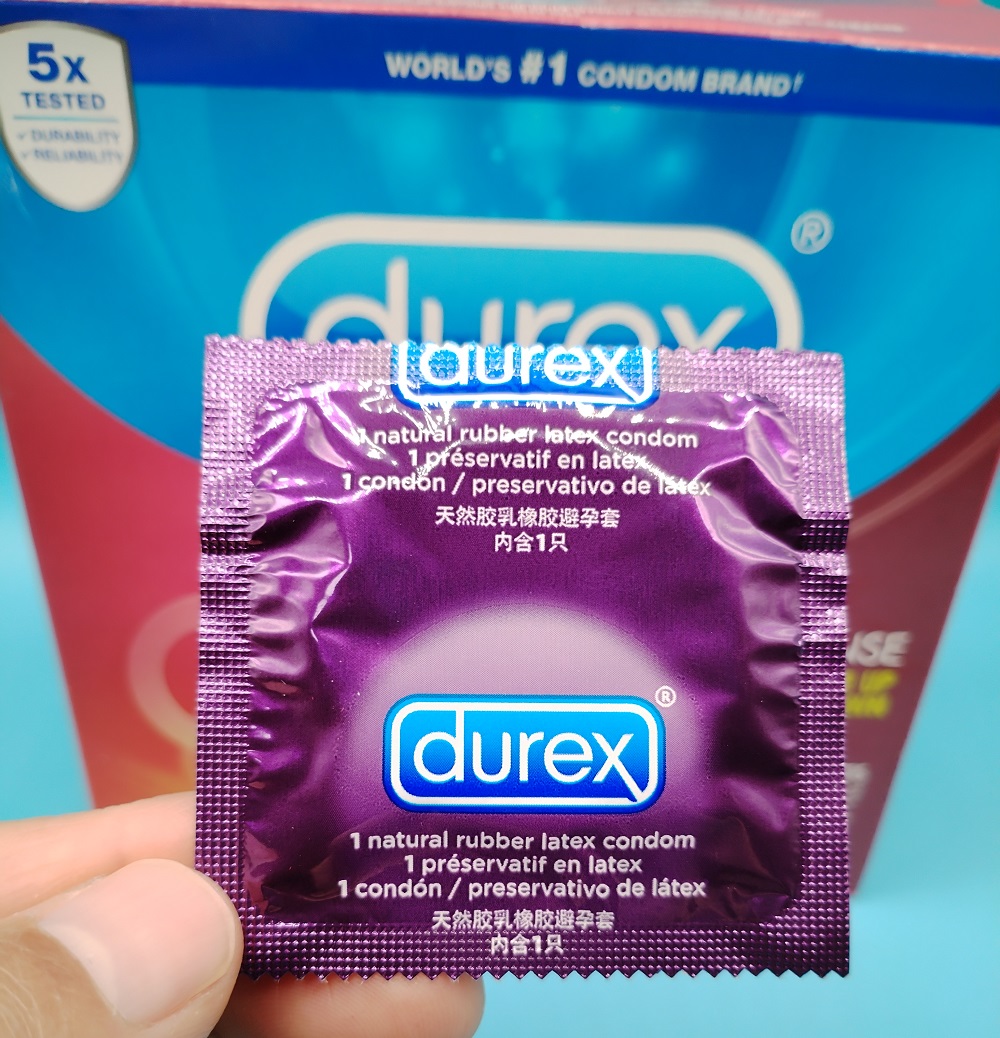 5x
TESTED
DURABILITY
RELIABILITY
WORLD'S #1 CONDOM BRAND
durex
®
durex
1 natural rubber latex condom
1 préservatif en latex
1 condón / preservativo de látex
天然胶乳橡胶避孕套
内含1只
durex®
1 natural rubber latex condom
1 préservatif en latex
1 condón / preservativo de látex
天然胶乳橡胶避孕套
内含1只
UP